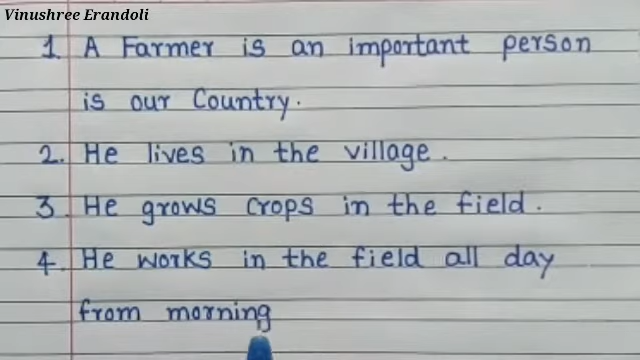 Vinushree Erandoli
1 A Farmer is an important person
is our Country.
2. He lives in the village.
3. He grows crops in the field.
4. He works in the field all day
from morning